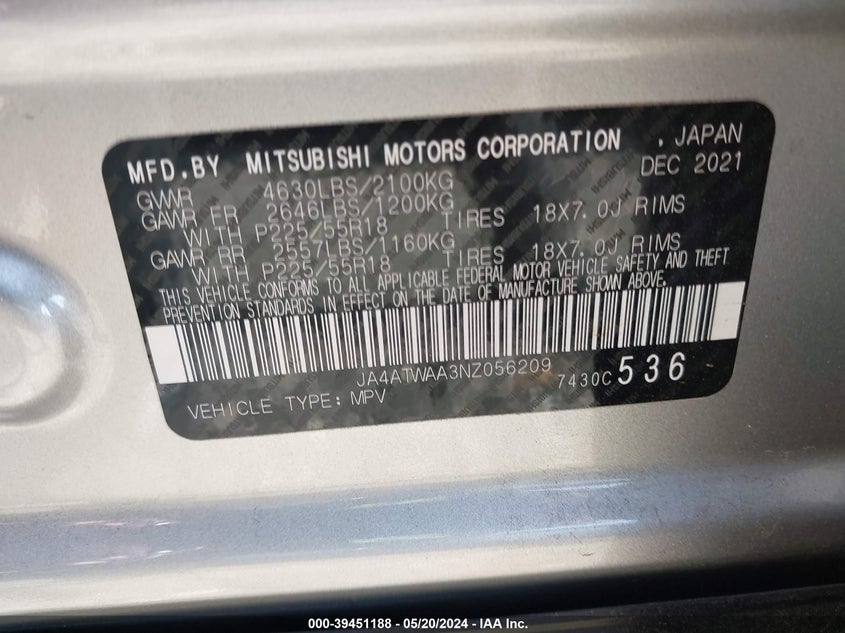 MFD.BY MITSUBISHI MOTORS CORPORATION , JAPAN
DEC 2021
GVWR 4630LBS/2100KG
GAWR FR 2646LBS/1200KG
WITH P225/55R18 TIRES 18X7.0J RIMS
GAWR RR 2557LBS/1160KG
WITH P225/55R18 TIRES 18X7.0J RIMS
THIS VEHICLE CONFORMS TO ALL APPLICABLE FEDERAL MOTOR VEHICLE SAFETY AND THEFT
PREVENTION STANDARDS IN EFFECT ON THE DATE OF MANUFACTURE SHOWN ABOVE.
JA4ATWAA3NZ056209
7430C 536
VEHICLE TYPE: MPV
000-39451188 - 05/20/2024 - IAA Inc.